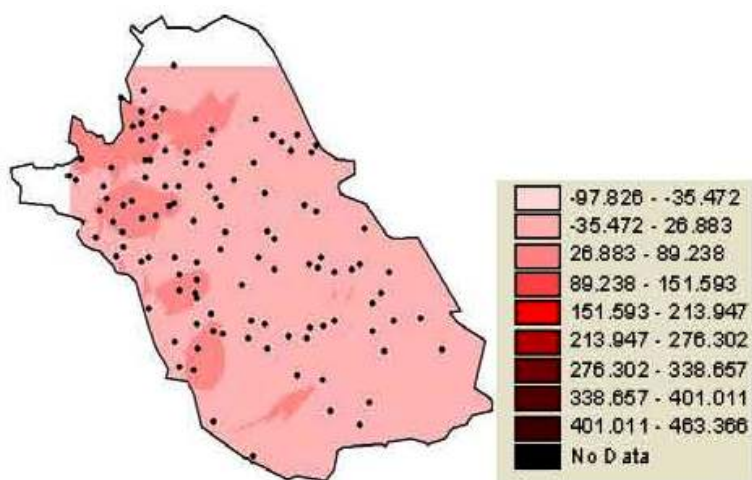 -97.826 - -35.472
-35.472 - 26.883
26.883 - 89.238
89.238 - 151.593
151.593 - 213.947
213.947 - 276.302
276.302 - 338.657
338.657 - 401.011
401.011 - 463.366
No Data